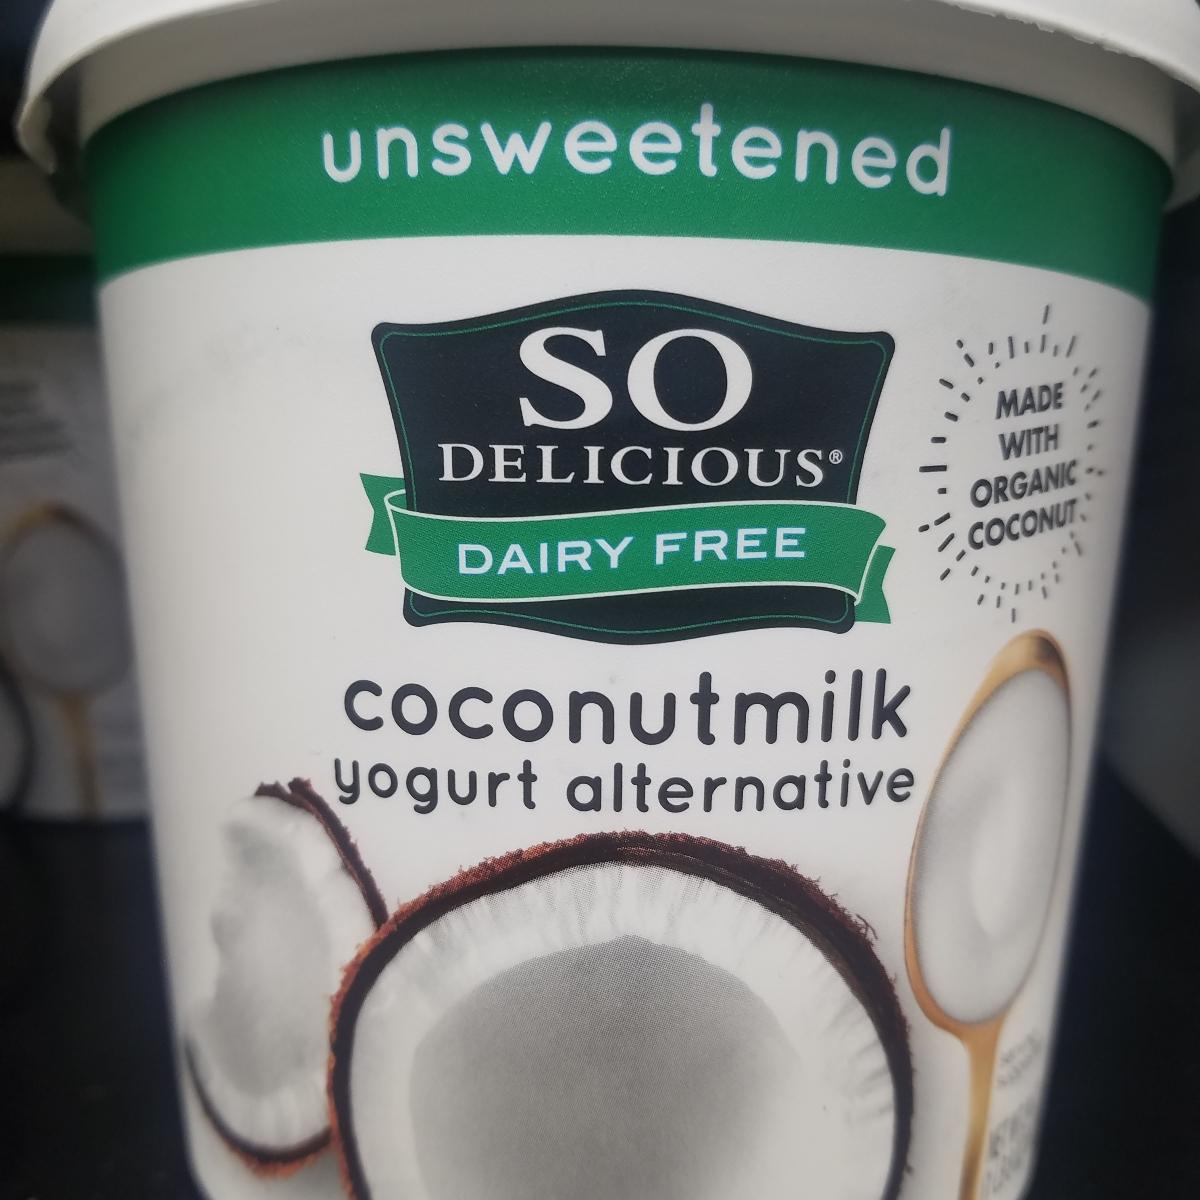 unsweetened
SO
DELICIOUS®
DAIRY FREE
MADE
WITH
ORGANIC
COCONUT
coconutmilk
yogurt alternative